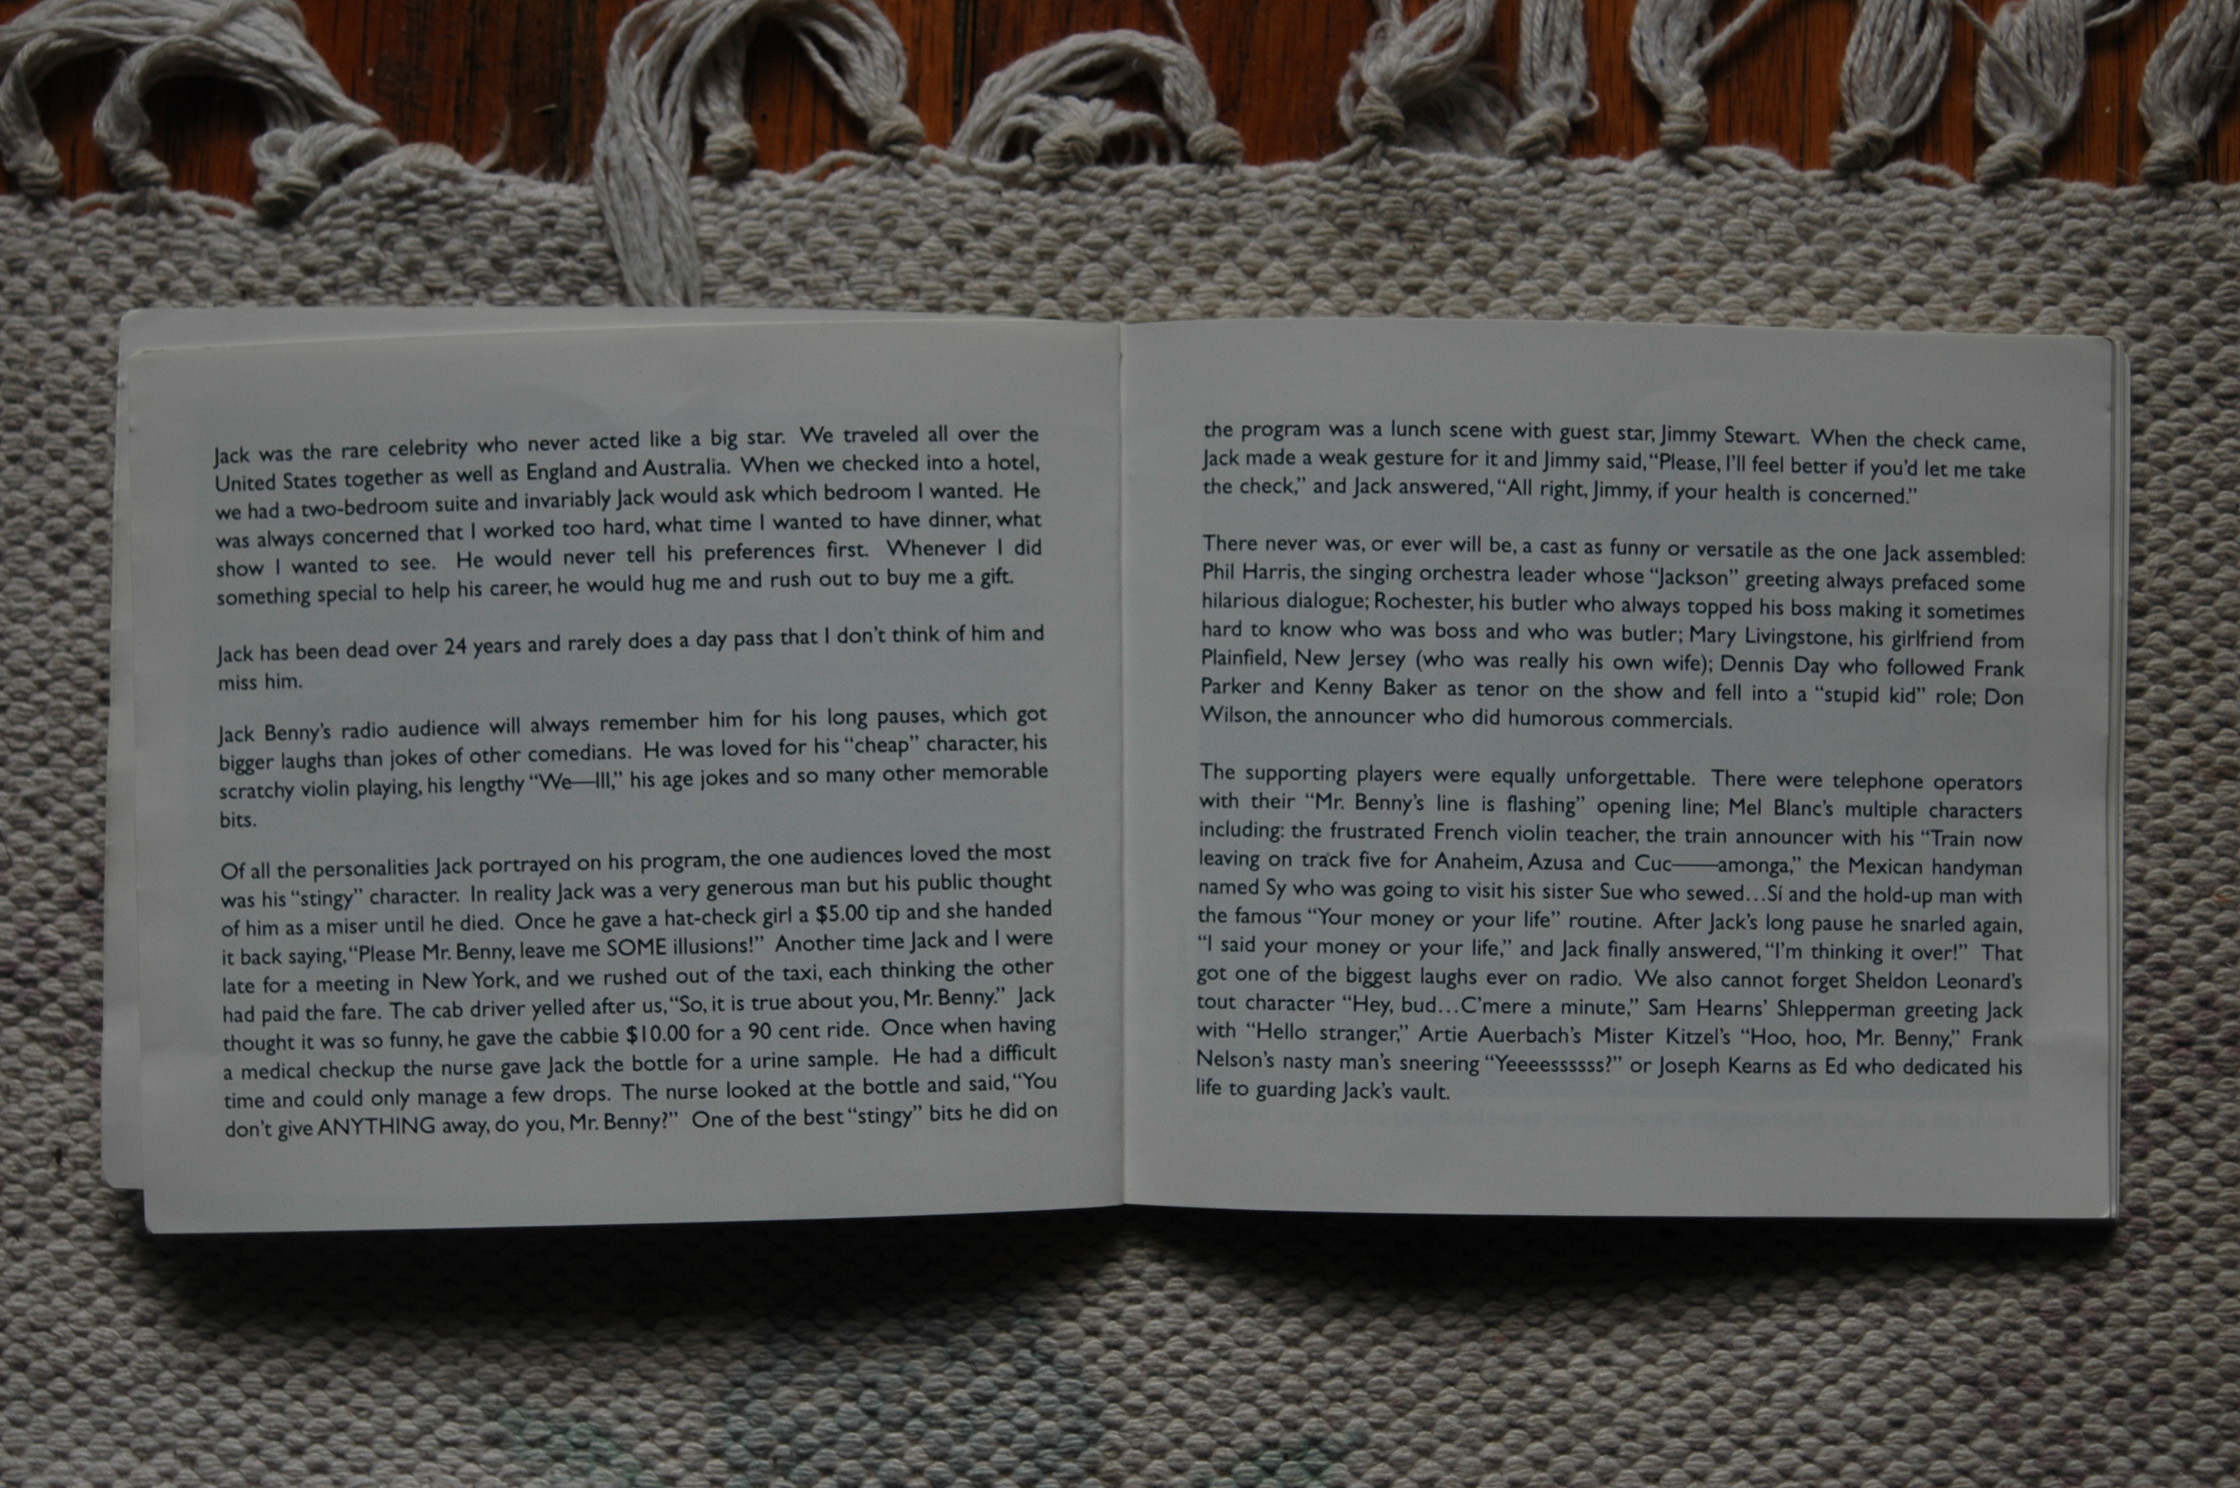 Jack was the rare celebrity who never acted like a big star. We traveled all over the
United States together as well as England and Australia. When we checked into a hotel,
we had a two-bedroom suite and invariably Jack would ask which bedroom I wanted. He
was always concerned that I worked too hard, what time I wanted to have dinner, what
show I wanted to see. He would never tell his preferences first. Whenever I did
something special to help his career, he would hug me and rush out to buy me a gift.
Jack has been dead over 24 years and rarely does a day pass that I don't think of him and
miss him.
Jack Benny's radio audience will always remember him for his long pauses, which got
bigger laughs than jokes of other comedians. He was loved for his “cheap” character, his
scratchy violin playing, his lengthy “We—lll,” his age jokes and so many other memorable
bits.
Of all the personalities Jack portrayed on his program, the one audiences loved the most
was his “stingy” character. In reality Jack was a very generous man but his public thought
of him as a miser until he died. Once he gave a hat-check girl a $5.00 tip and she handed
it back saying, “Please Mr. Benny, leave me SOME illusions!” Another time Jack and I were
late for a meeting in New York, and we rushed out of the taxi, each thinking the other
had paid the fare. The cab driver yelled after us, “So, it is true about you, Mr. Benny.” Jack
thought it was so funny, he gave the cabbie $10.00 for a 90 cent ride. Once when having
a medical checkup the nurse gave Jack the bottle for a urine sample. He had a difficult
time and could only manage a few drops. The nurse looked at the bottle and said, “You
don't give ANYTHING away, do you, Mr. Benny?” One of the best “stingy” bits he did on
the program was a lunch scene with guest star, Jimmy Stewart. When the check came,
Jack made a weak gesture for it and Jimmy said, “Please, I'll feel better if you'd let me take
the check,” and Jack answered, “All right, Jimmy, if your health is concerned.”
There never was, or ever will be, a cast as funny or versatile as the one Jack assembled:
Phil Harris, the singing orchestra leader whose “Jackson” greeting always prefaced some
hilarious dialogue; Rochester, his butler who always topped his boss making it sometimes
hard to know who was boss and who was butler; Mary Livingstone, his girlfriend from
Plainfield, New Jersey (who was really his own wife); Dennis Day who followed Frank
Parker and Kenny Baker as tenor on the show and fell into a “stupid kid” role; Don
Wilson, the announcer who did humorous commercials.
The supporting players were equally unforgettable. There were telephone operators
with their “Mr. Benny's line is flashing” opening line; Mel Blanc's multiple characters
including: the frustrated French violin teacher, the train announcer with his “Train now
leaving on track five for Anaheim, Azusa and Cuc——amonga,” the Mexican handyman
named Sy who was going to visit his sister Sue who sewed...Sí and the hold-up man with
the famous “Your money or your life” routine. After Jack's long pause he snarled again,
“I said your money or your life,” and Jack finally answered, “I'm thinking it over!” That
got one of the biggest laughs ever on radio. We also cannot forget Sheldon Leonard's
tout character “Hey, bud...C'mere a minute,” Sam Hearns' Shlepperman greeting Jack
with “Hello stranger,” Artie Auerbach's Mister Kitzel's “Hoo, hoo, Mr. Benny,” Frank
Nelson's nasty man's sneering “Yeeeessssss?” or Joseph Kearns as Ed who dedicated his
life to guarding Jack's vault.